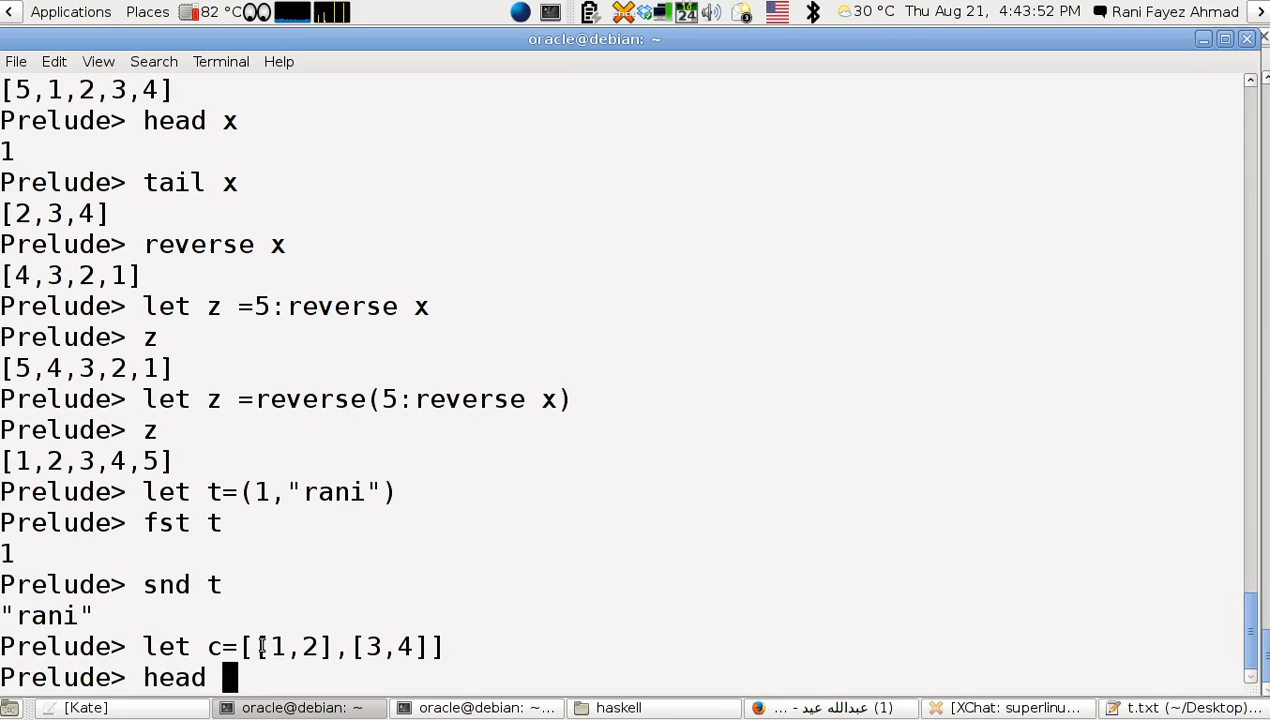 Applications Places 82 °C 24 30 °C Thu Aug 21 4:43:52 PM Rani Fayez Ahmad
oracle@debian: ~
File Edit View Search Terminal Help
[5,1,2,3,4]
Prelude> head x
1
Prelude> tail x
[2,3,4]
Prelude> reverse x
[4,3,2,1]
Prelude> let z =5:reverse x
Prelude> z
[5,4,3,2,1]
Prelude> let z =reverse(5:reverse x)
Prelude> z
[1,2,3,4,5]
Prelude> let t=(1,"rani")
Prelude> fst t
1
Prelude> snd t
"rani"
Prelude> let c=[[1,2],[3,4]]
Prelude> head
[Kate] oracle@debian: ~ oracle@debian: ~... haskell ... - عبدالله عيد (1) [XChat: superlinu... t.txt (~/Desktop)...